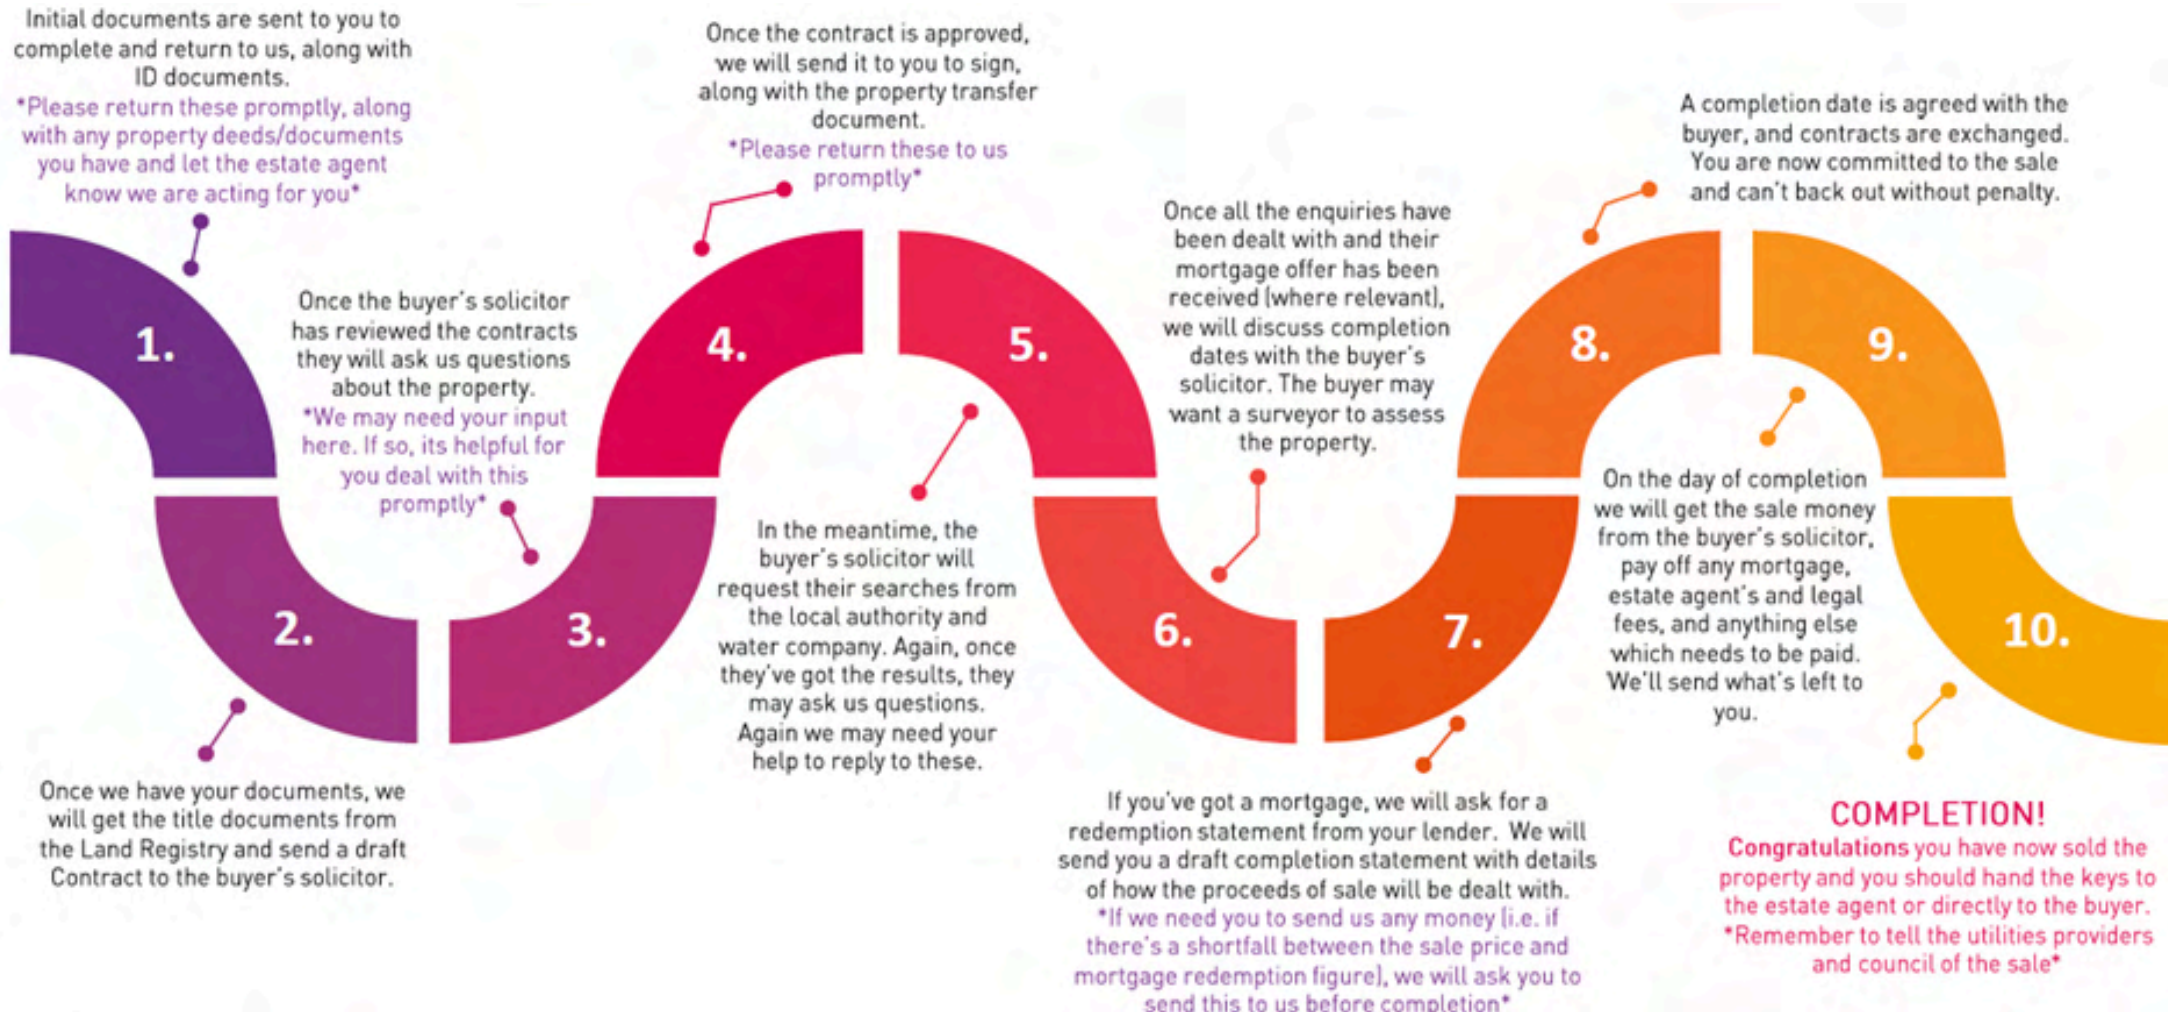 Initial documents are sent to you to
complete and return to us, along with
ID documents.
*Please return these promptly, along
with any property deeds/documents
you have and let the estate agent
know we are acting for you*
1.
2.
Once we have your documents, we
will get the title documents from
the Land Registry and send a draft
Contract to the buyer's solicitor.
Once the buyer's solicitor
has reviewed the contracts
they will ask us questions
about the property.
*We may need your input
here. If so, its helpful for
you deal with this
promptly*
3.
Once the contract is approved,
we will send it to you to sign,
along with the property transfer
document.
*Please return these to us
promptly*
4.
5.
In the meantime, the
buyer's solicitor will
request their searches from
the local authority and
water company. Again, once
they've got the results, they
may ask us questions.
Again we may need your
help to reply to these.
Once all the enquiries have
been dealt with and their
mortgage offer has been
received (where relevant),
we will discuss completion
dates with the buyer's
solicitor. The buyer may
want a surveyor to assess
the property.
6.
7.
If you've got a mortgage, we will ask for a
redemption statement from your lender. We will
send you a draft completion statement with details
of how the proceeds of sale will be dealt with.
*If we need you to send us any money (i.e. if
there's a shortfall between the sale price and
mortgage redemption figure), we will ask you to
send this to us before completion*
A completion date is agreed with the
buyer, and contracts are exchanged.
You are now committed to the sale
and can't back out without penalty.
8.
9.
On the day of completion
we will get the sale money
from the buyer's solicitor,
pay off any mortgage,
estate agent's and legal
fees, and anything else
which needs to be paid.
We'll send what's left to
you.
10.
COMPLETION!
Congratulations you have now sold the
property and you should hand the keys to
the estate agent or directly to the buyer.
*Remember to tell the utilities providers
and council of the sale*